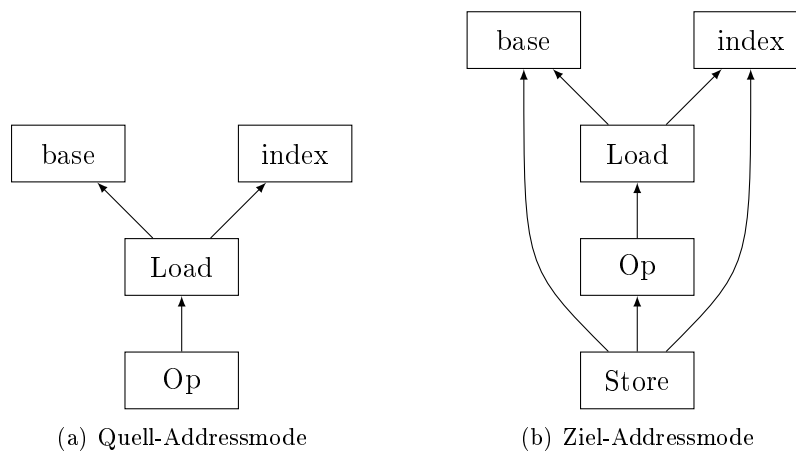 base
index
Load
Op
(a) Quell-Addressmode
base
index
Load
Op
Store
(b) Ziel-Addressmode